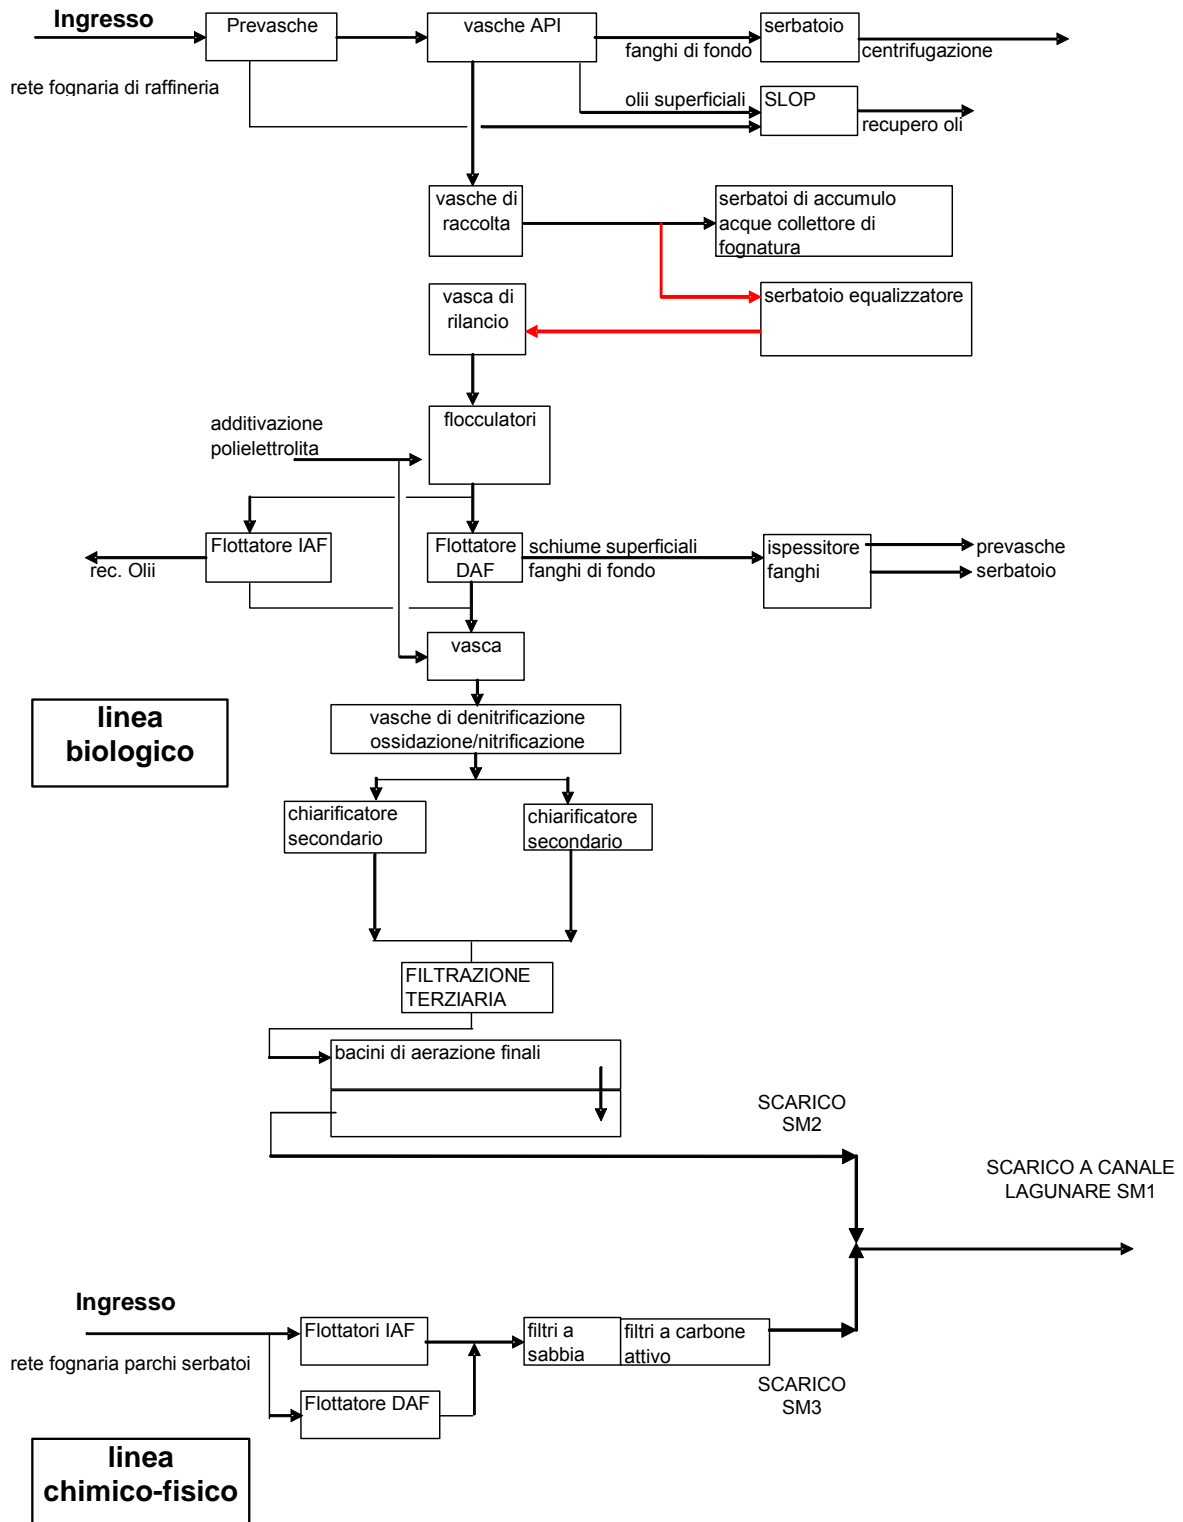 Ingresso
Prevasche
vasche API
serbatoio
fanghi di fondo
centrifugazione
rete fognaria di raffineria
olii superficiali
SLOP
recupero oli
vasche di
raccolta
serbatoi di accumulo
acque collettore di
fognatura
vasca di
rilancio
serbatoio equalizzatore
additivazione
polielettrolita
flocculatori
Flottatore IAF
rec. Olii
Flottatore
DAF
schiume superficiali
fanghi di fondo
ispessitore
fanghi
prevasche
serbatoio
vasca
linea
biologico
vasche di denitrificazione
ossidazione/nitrificazione
chiarificatore
secondario
chiarificatore
secondario
FILTRAZIONE
TERZIARIA
bacini di aerazione finali
SCARICO
SM2
SCARICO A CANALE
LAGUNARE SM1
Ingresso
Flottatori IAF
filtri a
sabbia
filtri a carbone
attivo
rete fognaria parchi serbatoi
Flottatore DAF
SCARICO
SM3
linea
chimico-fisico